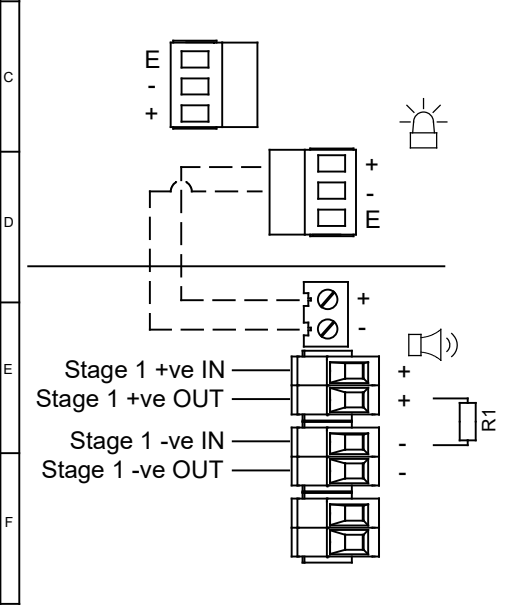 C
E
-
+
+
-
E
D
+
-
E
Stage 1 +ve IN
+
Stage 1 +ve OUT
+
R1
Stage 1 -ve IN
-
Stage 1 -ve OUT
-
F